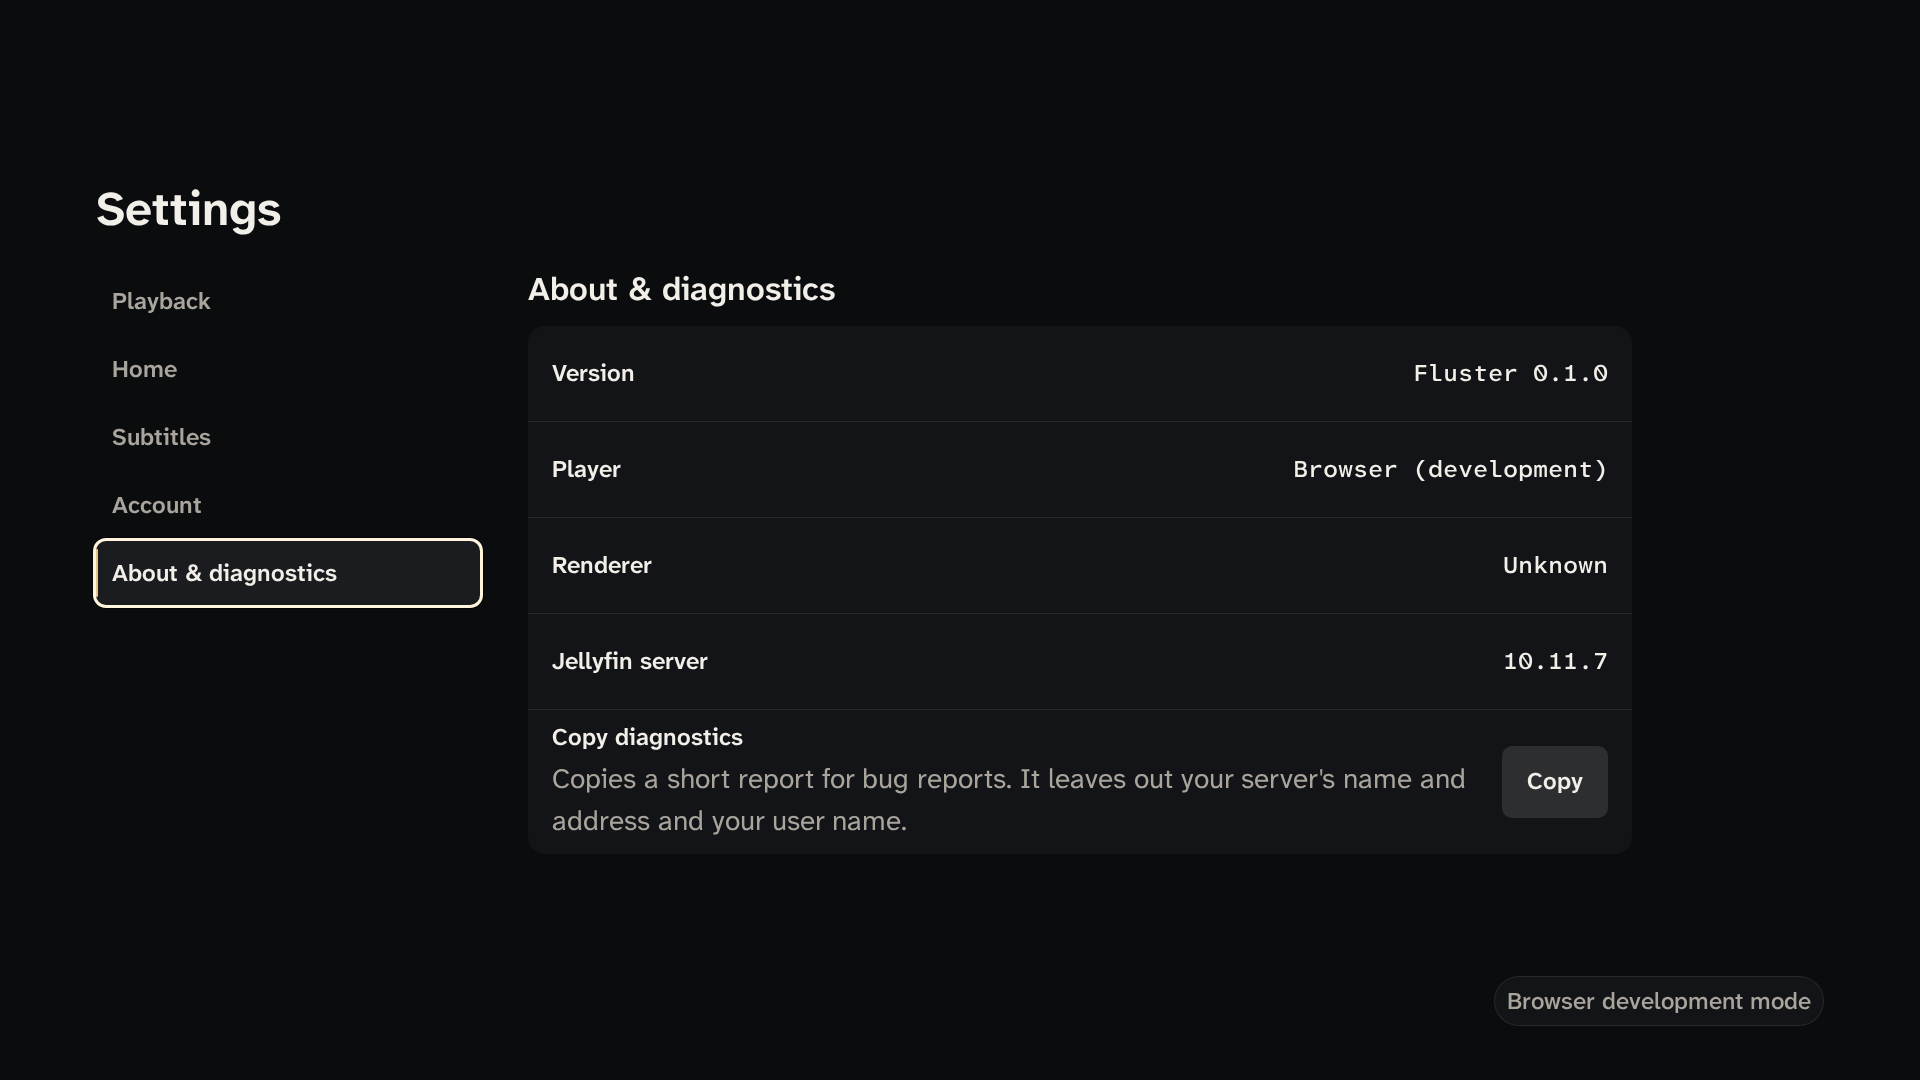 Settings
Playback
Home
Subtitles
Account
About & diagnostics
About & diagnostics
Version Fluster 0.1.0
Player Browser (development)
Renderer Unknown
Jellyfin server 10.11.7
Copy diagnostics
Copies a short report for bug reports. It leaves out your server's name and
address and your user name.
Copy
Browser development mode